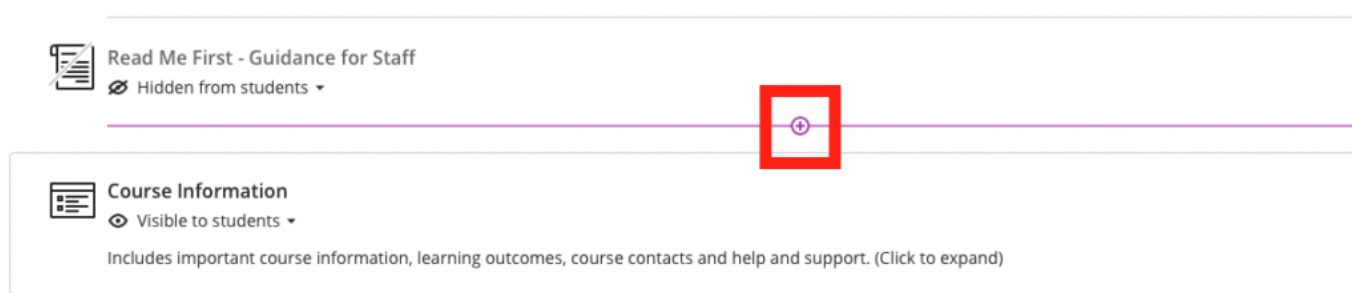 Read Me First - Guidance for Staff
Hidden from students
Course Information
Visible to students
Includes important course information, learning outcomes, course contacts and help and support. (Click to expand)